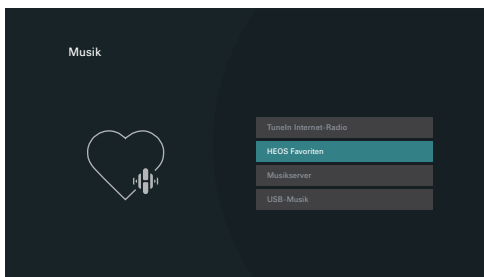 Musik
TuneIn Internet-Radio
HEOS Favoriten
Musikserver
USB-Musik